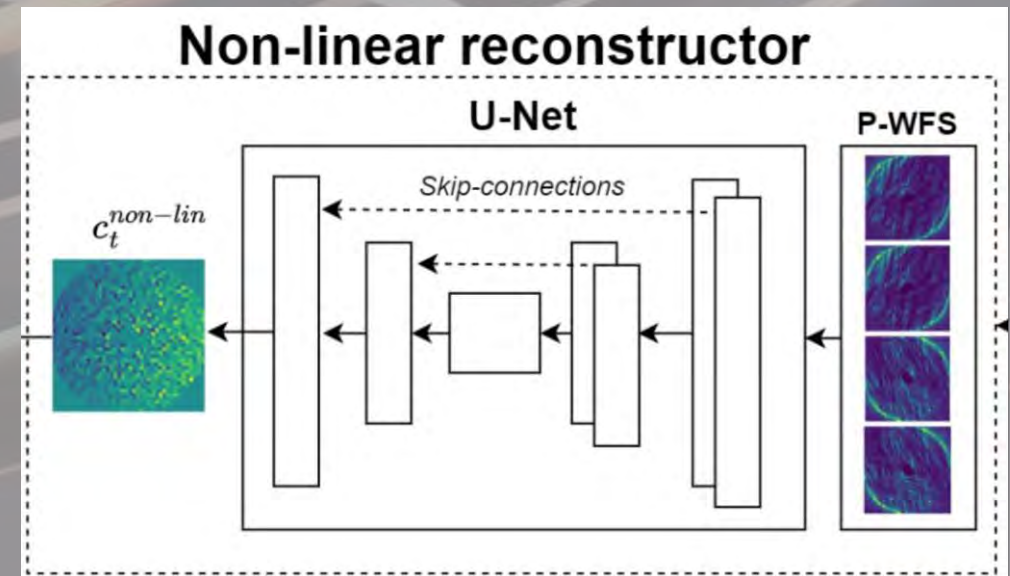 Non-linear reconstructor
U-Net
P-WFS
Skip-connections
c_t^{non-lin}